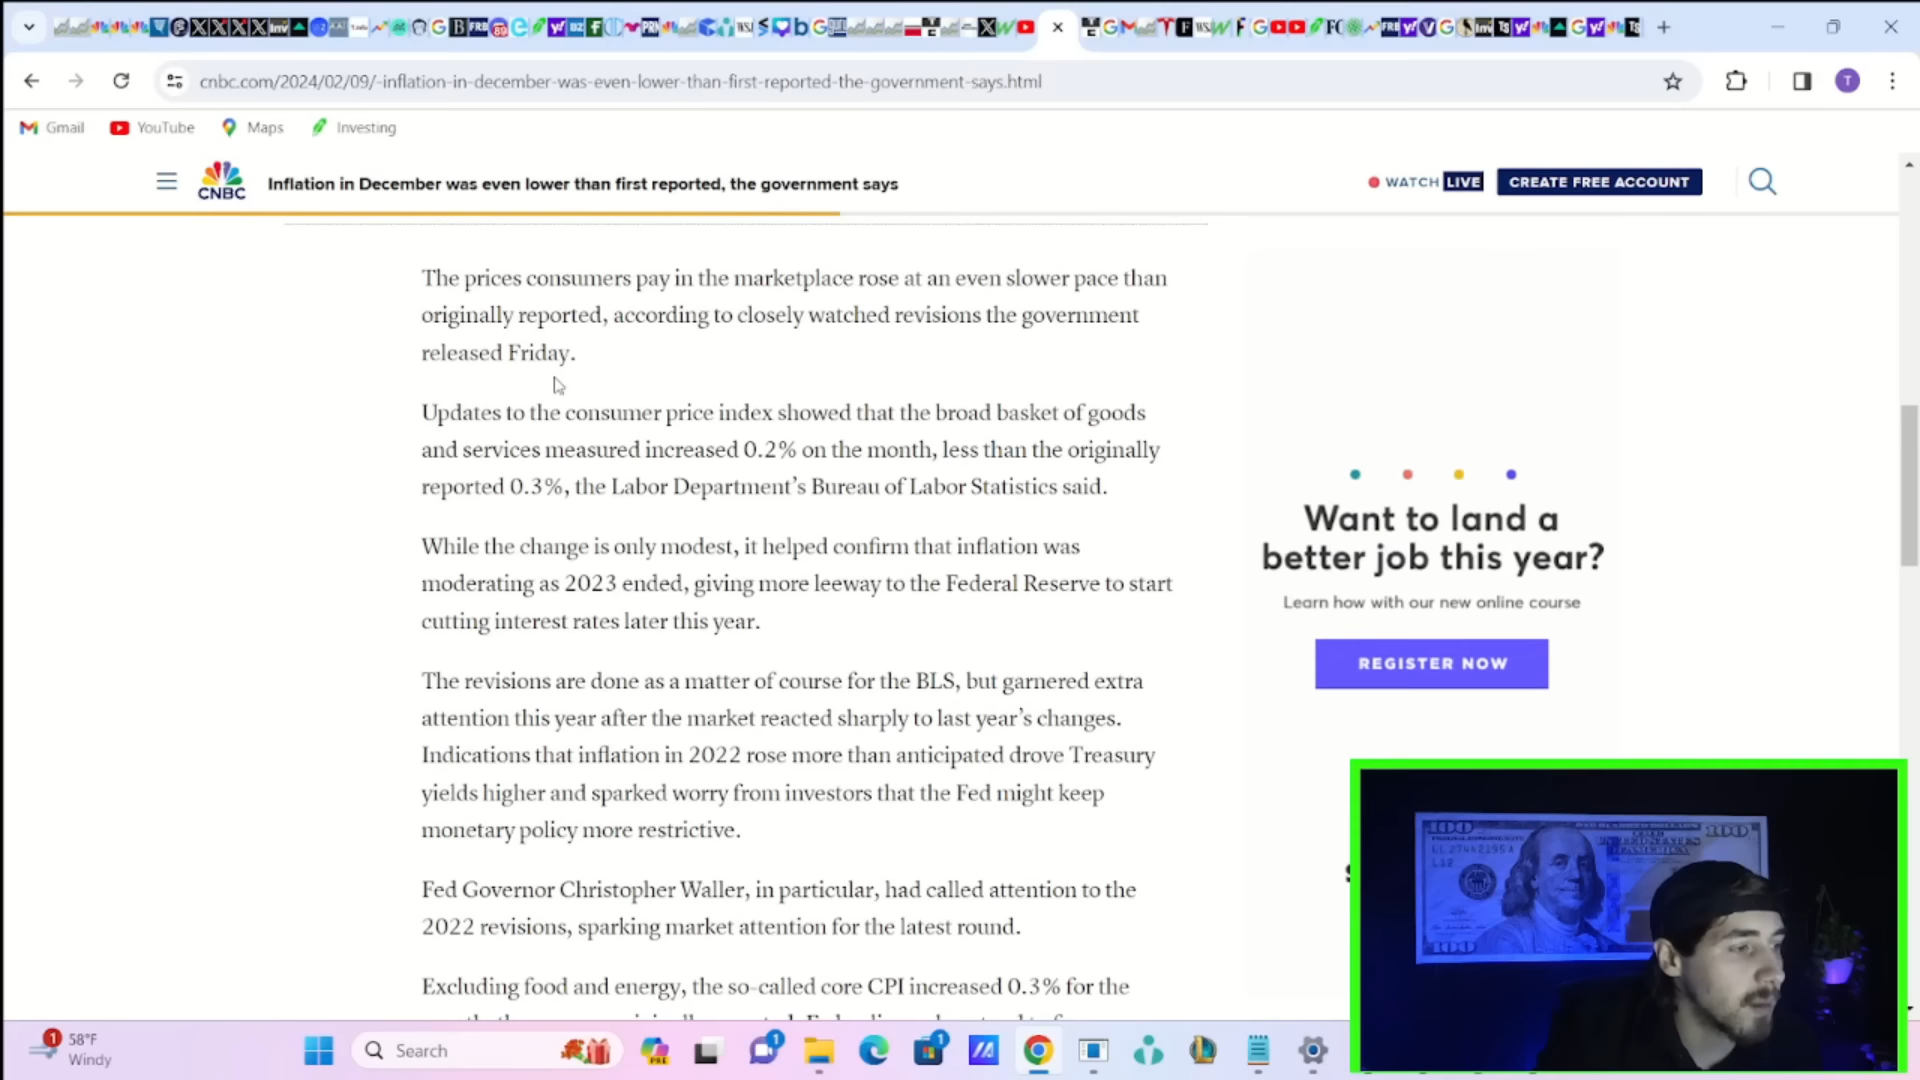 cnbc.com/2024/02/09/-inflation-in-december-was-even-lower-than-first-reported-the-government-says.html
T
Gmail
YouTube
Maps
Investing
CNBC
Inflation in December was even lower than first reported, the government says
WATCH LIVE
CREATE FREE ACCOUNT
The prices consumers pay in the marketplace rose at an even slower pace than
originally reported, according to closely watched revisions the government
released Friday.
Updates to the consumer price index showed that the broad basket of goods
and services measured increased 0.2% on the month, less than the originally
reported 0.3%, the Labor Department's Bureau of Labor Statistics said.
While the change is only modest, it helped confirm that inflation was
moderating as 2023 ended, giving more leeway to the Federal Reserve to start
cutting interest rates later this year.
The revisions are done as a matter of course for the BLS, but garnered extra
attention this year after the market reacted sharply to last year's changes.
Indications that inflation in 2022 rose more than anticipated drove Treasury
yields higher and sparked worry from investors that the Fed might keep
monetary policy more restrictive.
Fed Governor Christopher Waller, in particular, had called attention to the
2022 revisions, sparking market attention for the latest round.
Excluding food and energy, the so-called core CPI increased 0.3% for the
Want to land a
better job this year?
Learn how with our new online course
REGISTER NOW
100
100
100
1
58°F
Windy
Search
PRE
1
1